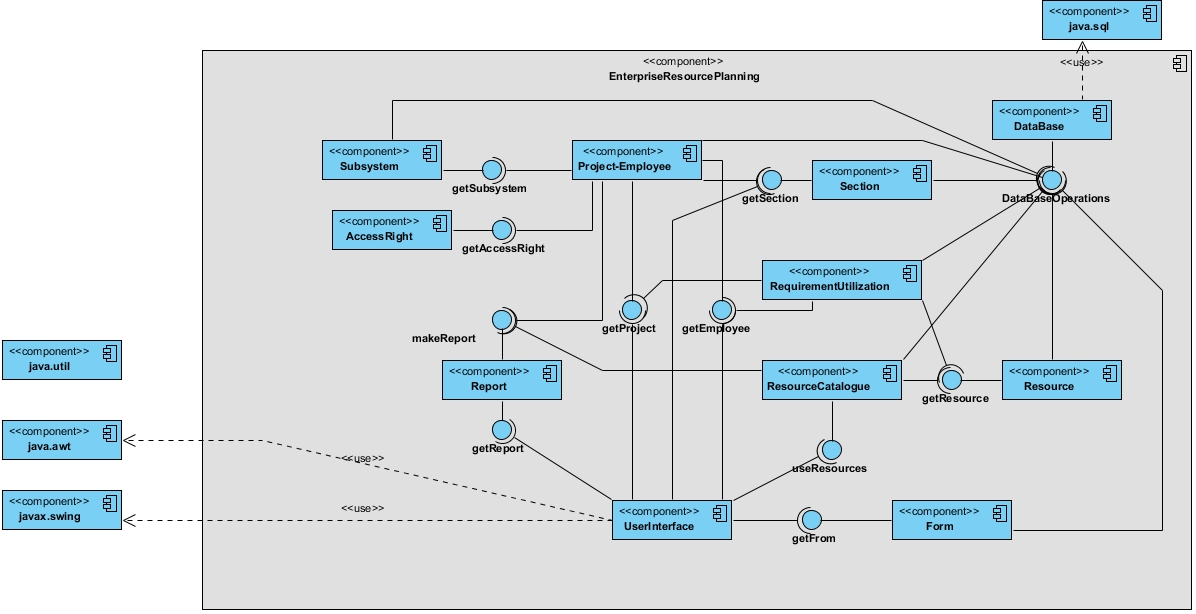 <<component>>
java.sql
<<component>>
EnterpriseResourcePlanning
<<use>>
<<component>>
DataBase
<<component>>
Subsystem
getSubsystem
<<component>>
Project-Employee
getSection
<<component>>
Section
DataBaseOperations
<<component>>
AccessRight
getAccessRight
<<component>>
RequirementUtilization
makeReport
getProject
getEmployee
<<component>>
java.util
<<component>>
Report
<<component>>
ResourceCatalogue
getResource
<<component>>
Resource
<<component>>
java.awt
getReport
<<use>>
useResources
<<component>>
javax.swing
<<use>>
<<component>>
UserInterface
getFrom
<<component>>
Form